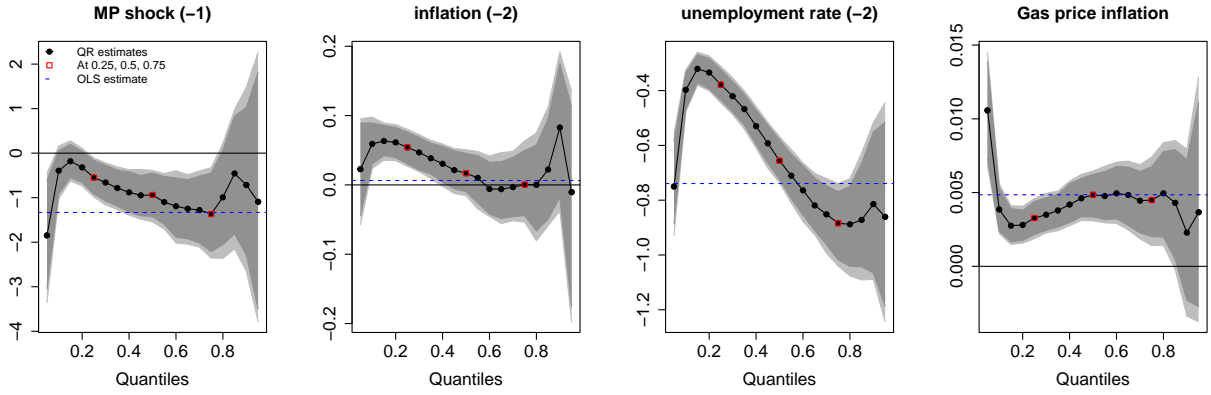 MP shock (−1)
QR estimates
At 0.25, 0.5, 0.75
OLS estimate
2
1
0
−1
−2
−3
−4
0.2 0.4 0.6 0.8
Quantiles
inflation (−2)
0.2
0.1
0.0
−0.1
−0.2
0.2 0.4 0.6 0.8
Quantiles
unemployment rate (−2)
−0.4
−0.6
−0.8
−1.0
−1.2
0.2 0.4 0.6 0.8
Quantiles
Gas price inflation
0.015
0.010
0.005
0.000
0.2 0.4 0.6 0.8
Quantiles